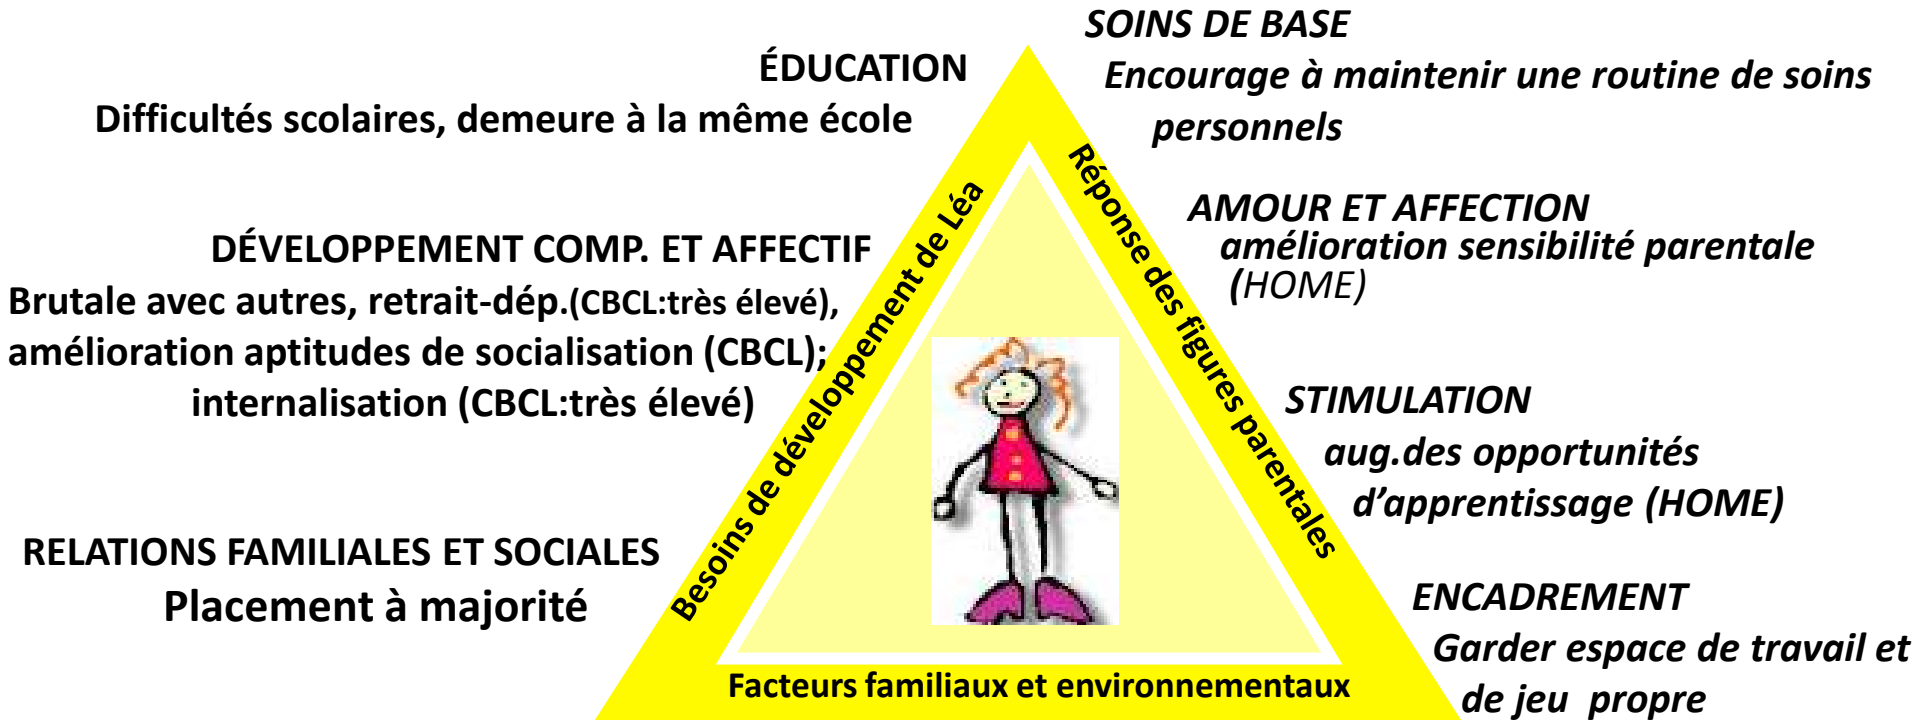 ÉDUCATION
Difficultés scolaires, demeure à la même école
DÉVELOPPEMENT COMP. ET AFFECTIF
Brutale avec autres, retrait-dép.(CBCL:très élevé),
amélioration aptitudes de socialisation (CBCL);
internalisation (CBCL:très élevé)
RELATIONS FAMILIALES ET SOCIALES
Placement à majorité
Besoins de développement de Léa
Réponse des figures parentales
Facteurs familiaux et environnementaux
SOINS DE BASE
Encourage à maintenir une routine de soins
personnels
AMOUR ET AFFECTION
amélioration sensibilité parentale
(HOME)
STIMULATION
aug.des opportunités
d’apprentissage (HOME)
ENCADREMENT
Garder espace de travail et
de jeu propre